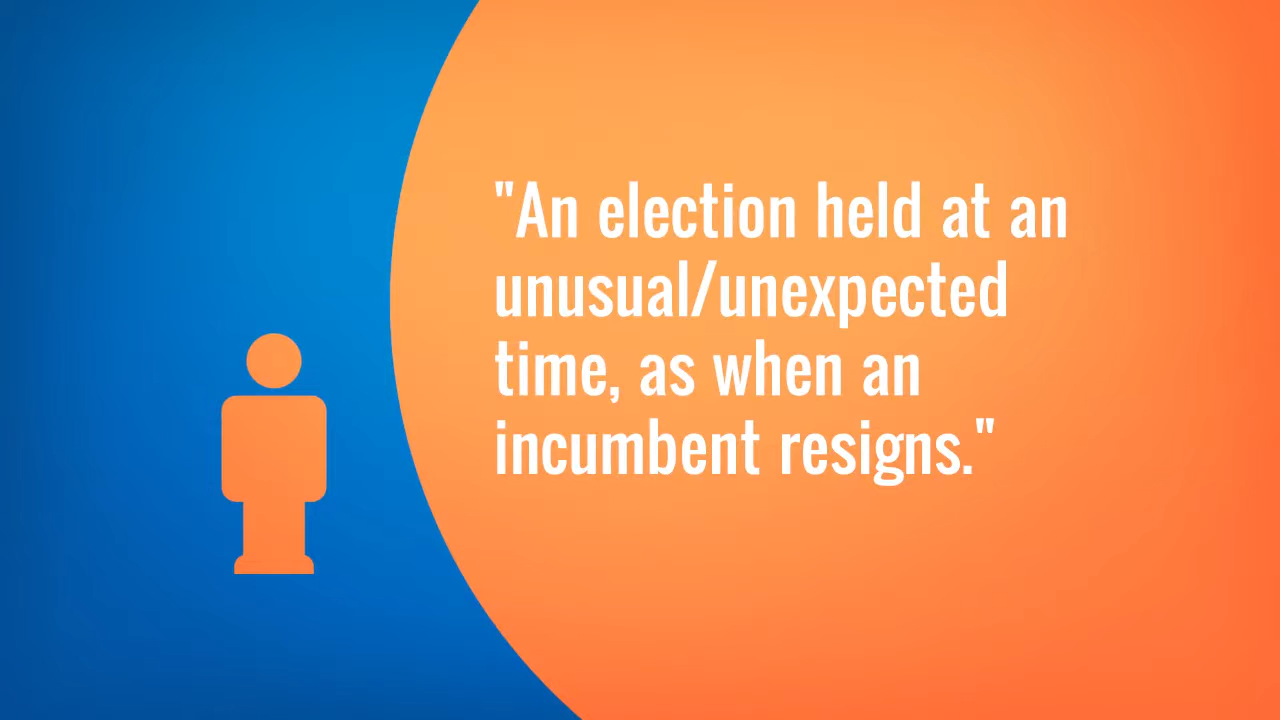 "An election held at an
unusual/unexpected
time, as when an
incumbent resigns."